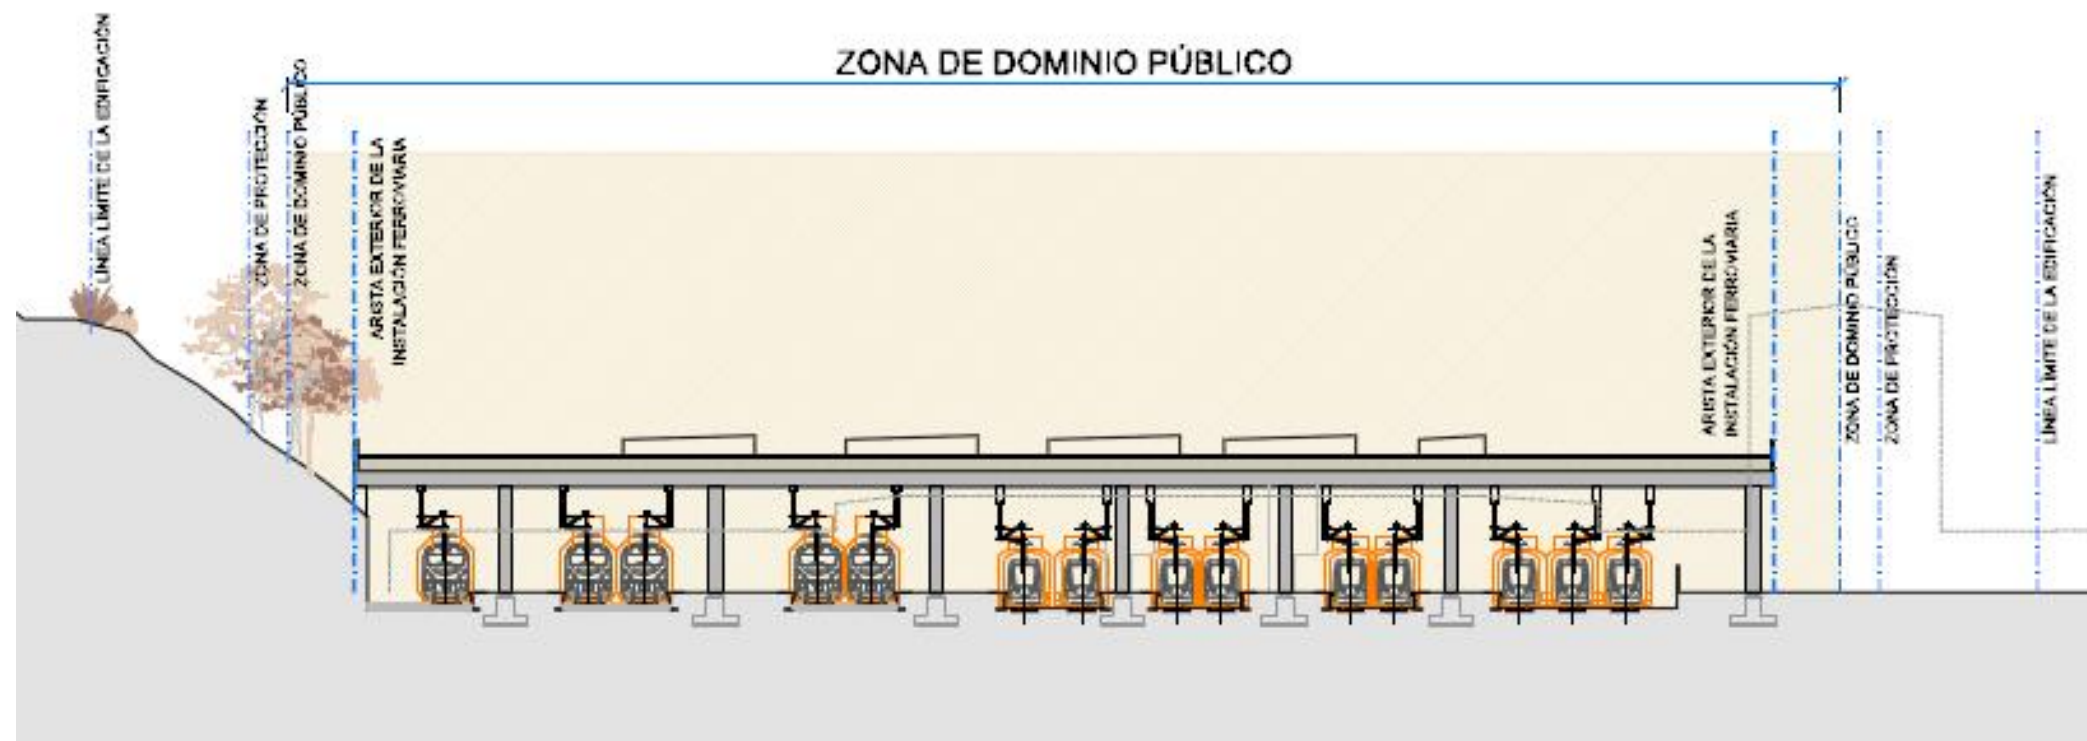 ZONA DE DOMINIO PÚBLICO
LÍNEA LÍMITE DE LA EDIFICACIÓN
ZONA DE PROTECCIÓN
ZONA DE DOMINIO PÚBLICO
ARISTA EXTERIOR DE LA
INSTALACIÓN FERROVIARIA
ARISTA EXTERIOR DE LA
INSTALACIÓN FERROVIARIA
ZONA DE DOMINIO PÚBLICO
ZONA DE PROTECCIÓN
LÍNEA LÍMITE DE LA EDIFICACIÓN